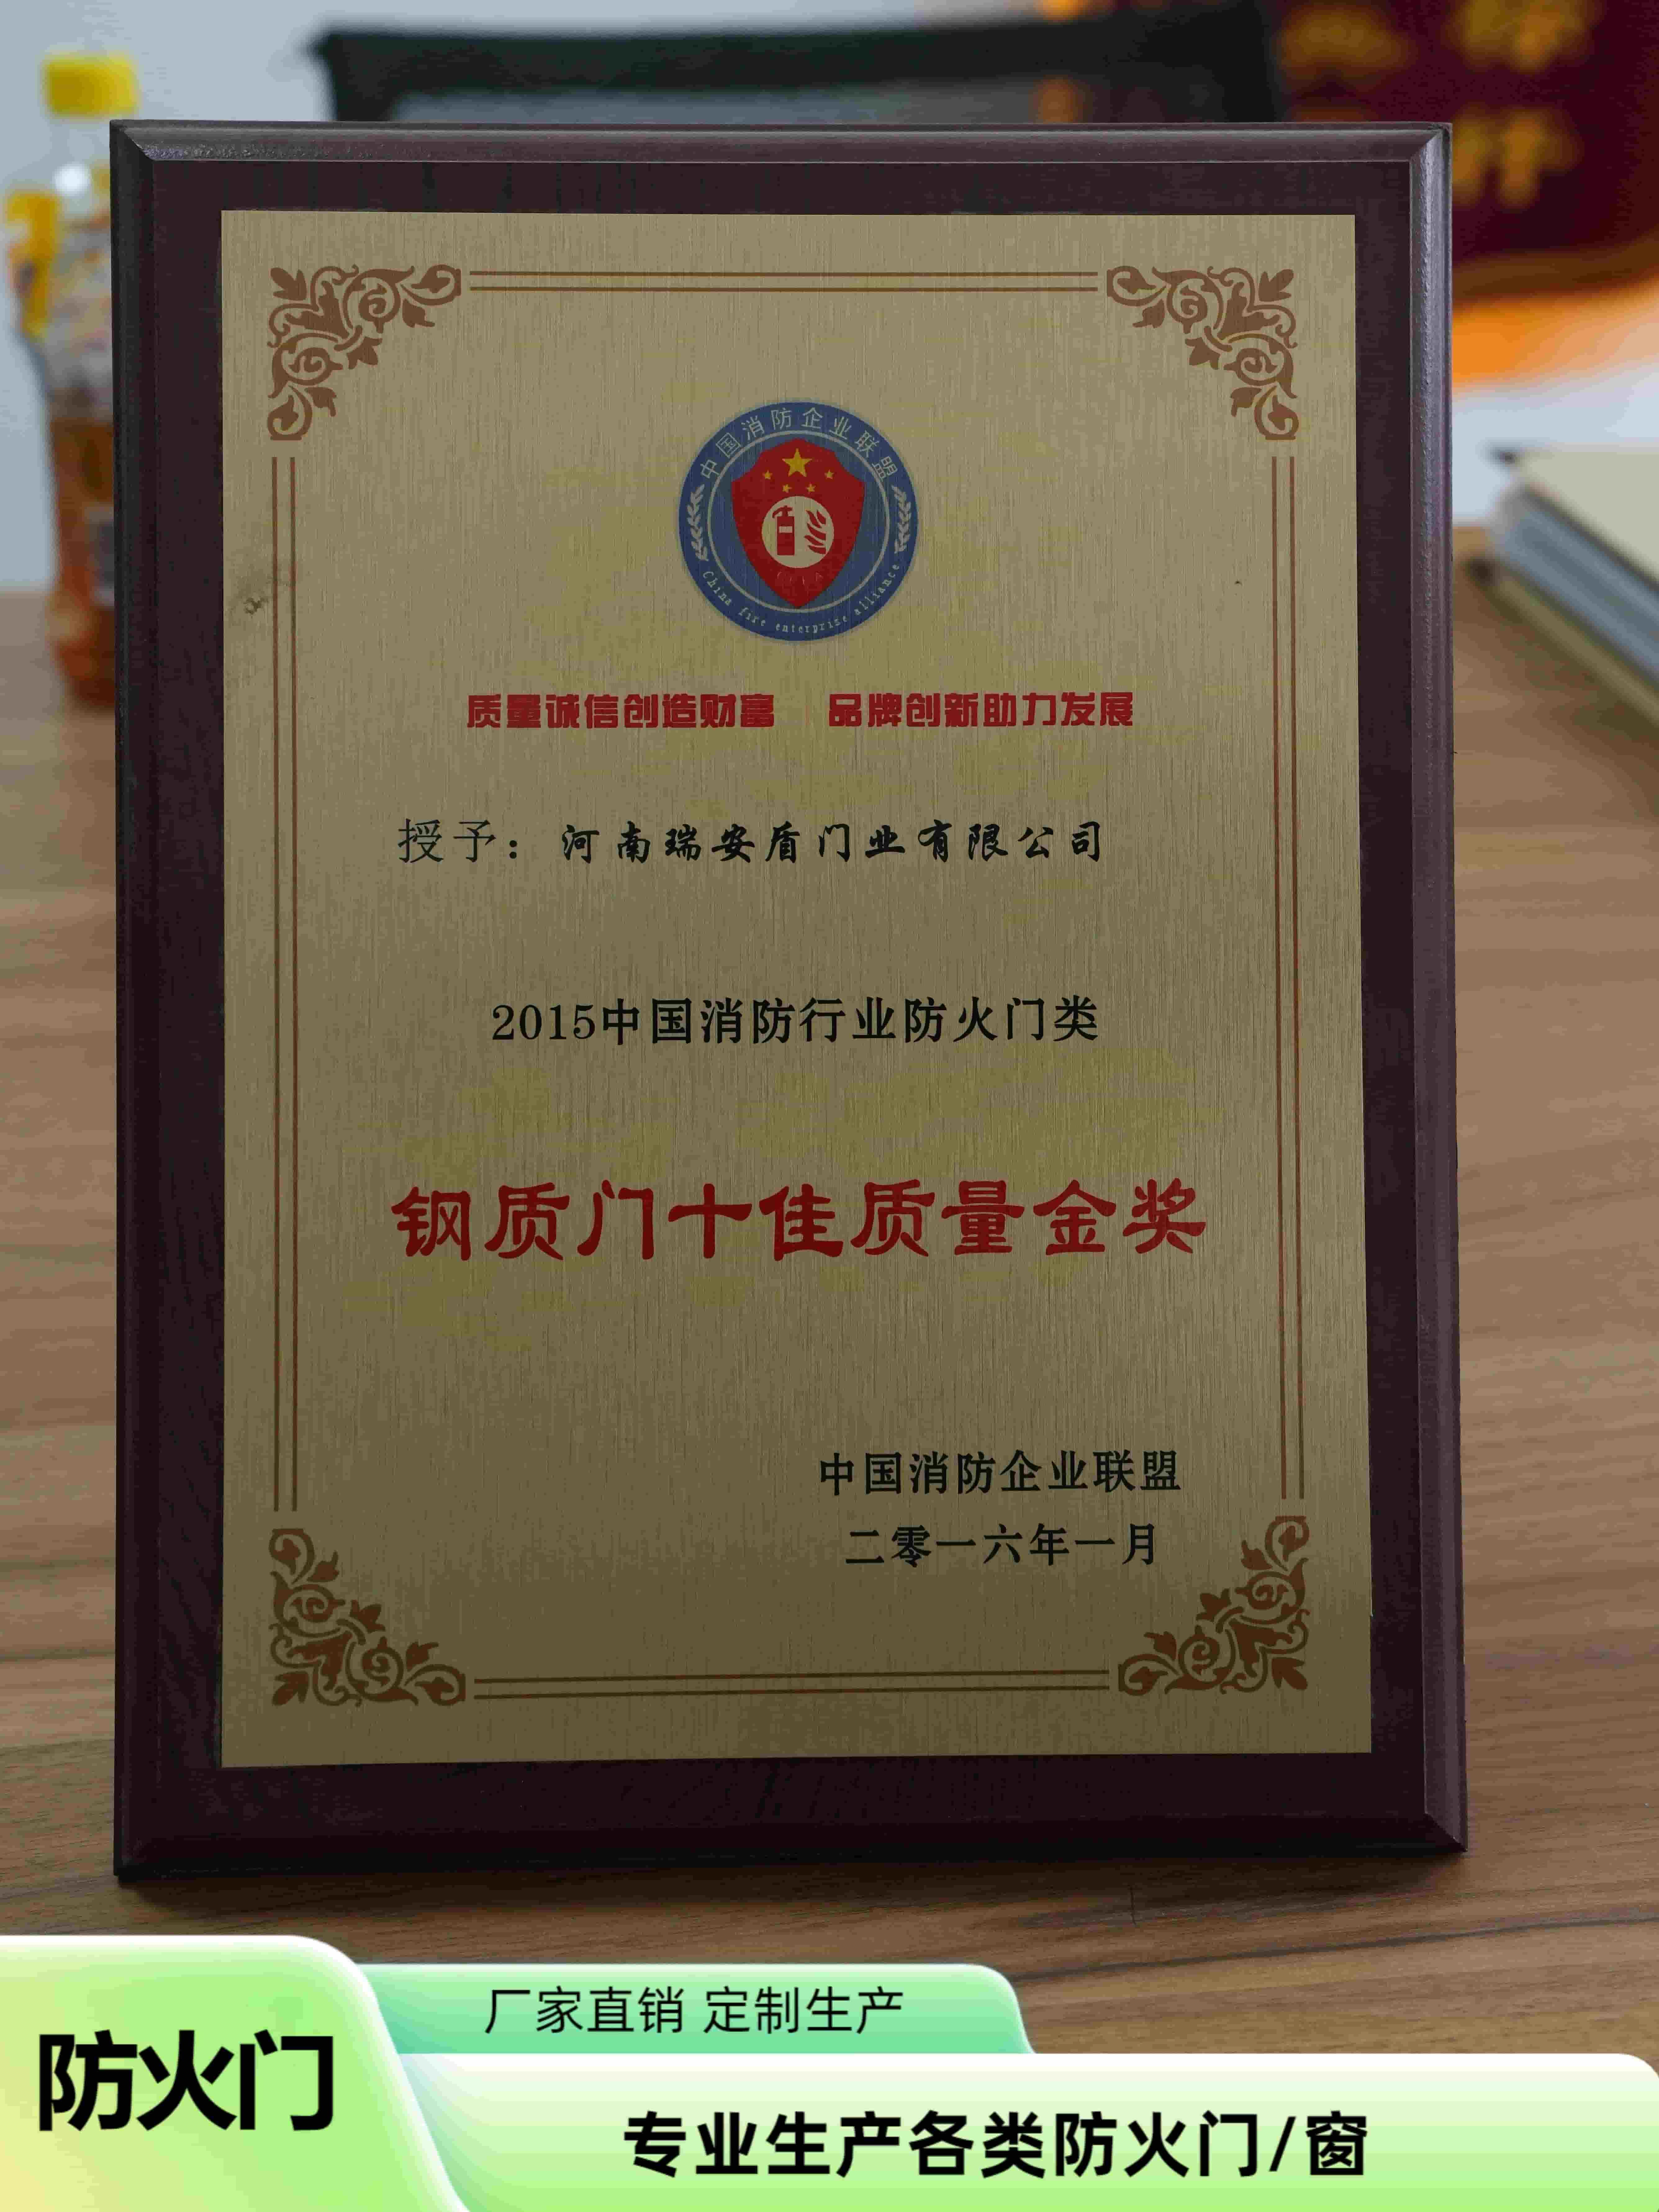 中国消防企业联盟
China fire enterprise alliance
质量诚信创造财富 品牌创新助力发展
授予：河南瑞安盾门业有限公司
2015中国消防行业防火门类
钢质门十佳质量金奖
中国消防企业联盟
二零一六年一月
厂家直销 定制生产
防火门
专业生产各类防火门/窗